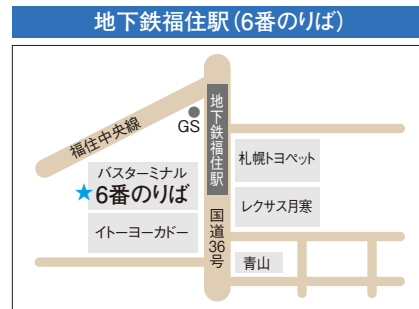 地下鉄福住駅(6番のりば)
福住中央線
GS
地下鉄福住駅
札幌トヨペット
バスターミナル
★6番のりば
レクサス月寒
イトーヨーカドー
国道36号
青山